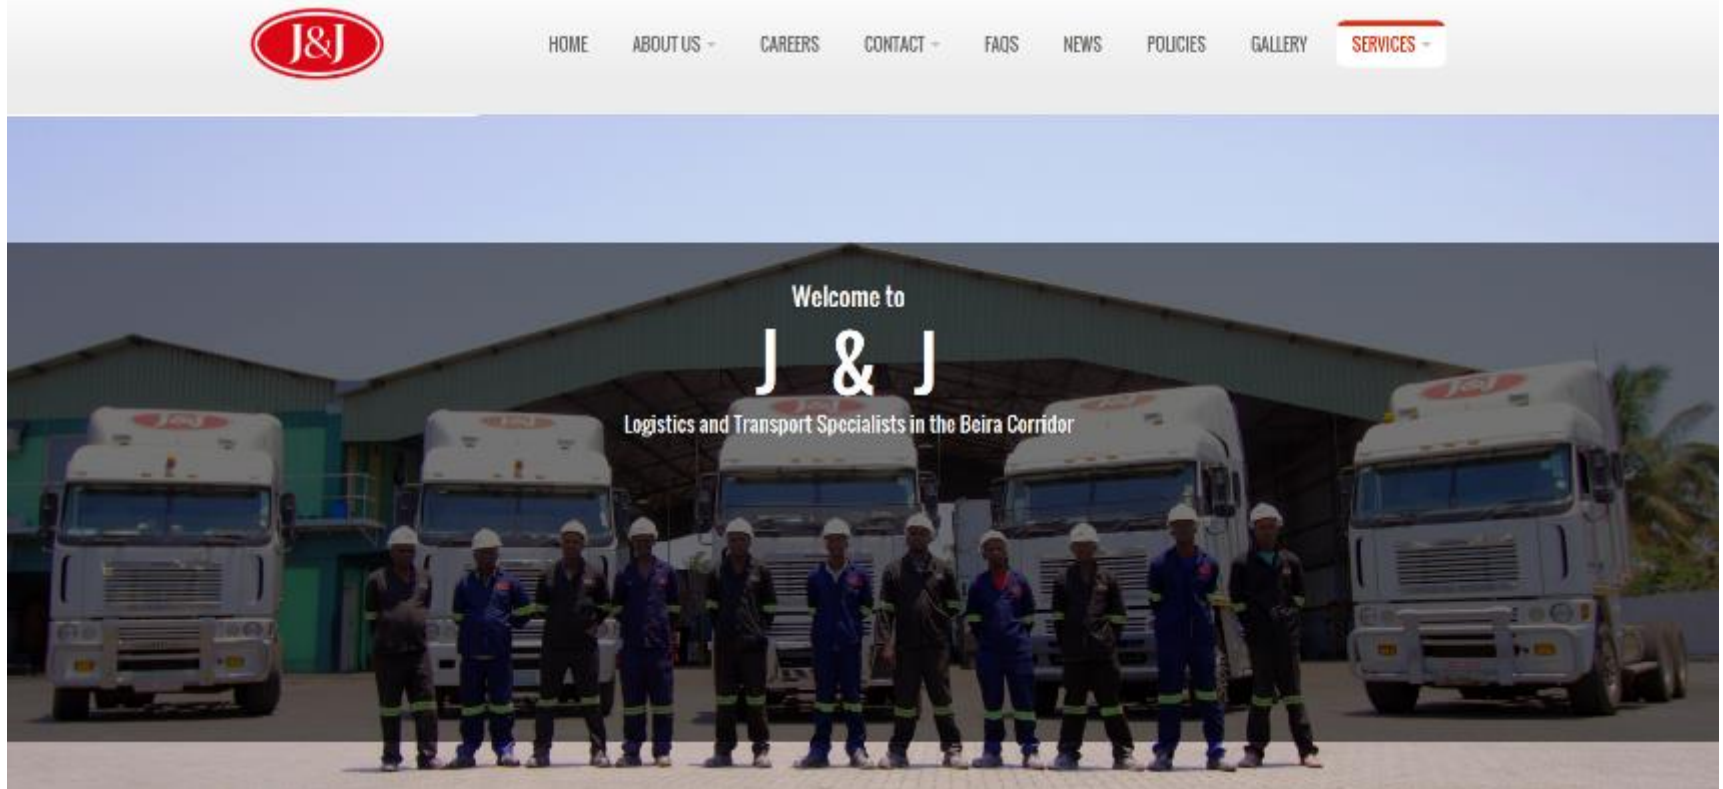 J&J
HOME ABOUT US CAREERS CONTACT FAQS NEWS POLICIES GALLERY SERVICES
Welcome to
J & J
Logistics and Transport Specialists in the Beira Corridor
J&J
J&J
J&J
J&J
J&J